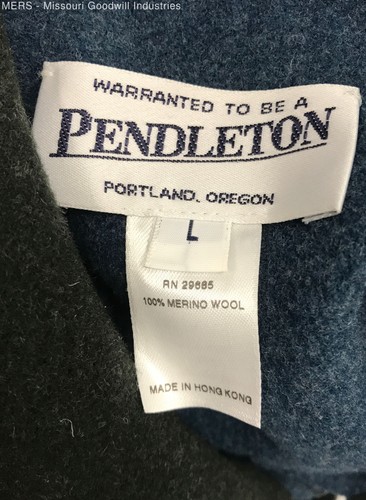 MERS - Missouri Goodwill Industries
WARRANTED TO BE A
PENDLETON
PORTLAND, OREGON
L
RN 29685
100% MERINO WOOL
MADE IN HONG KONG